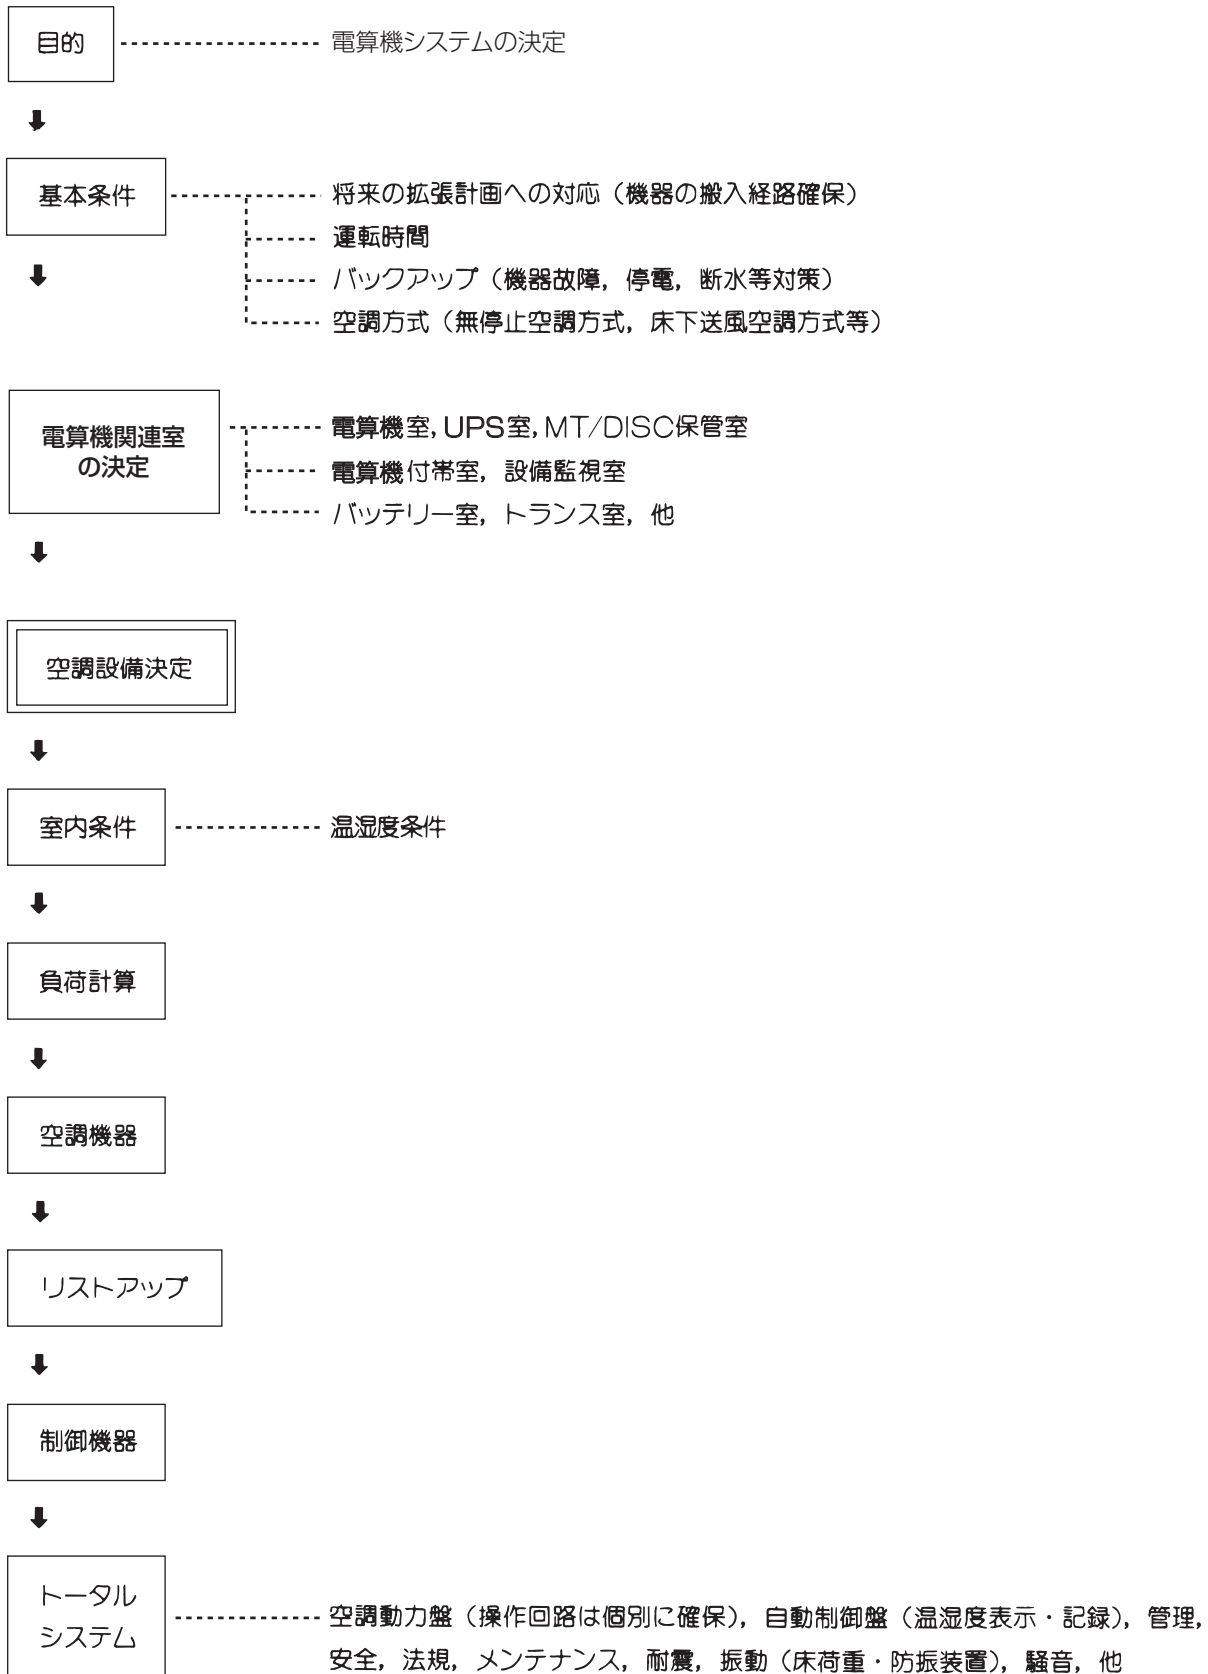 目的
電算機システムの決定
基本条件
将来の拡張計画への対応（機器の搬入経路確保）
運転時間
バックアップ（機器故障，停電，断水等対策）
空調方式（無停止空調方式，床下送風空調方式等）
電算機関連室
の決定
電算機室，UPS室，MT/DISC保管室
電算機付帯室，設備監視室
バッテリー室，トランス室，他
空調設備決定
室内条件
温湿度条件
負荷計算
空調機器
リストアップ
制御機器
トータル
システム
空調動力盤（操作回路は個別に確保），自動制御盤（温湿度表示・記録），管理，
安全，法規，メンテナンス，耐震，振動（床荷重・防振装置），騒音，他